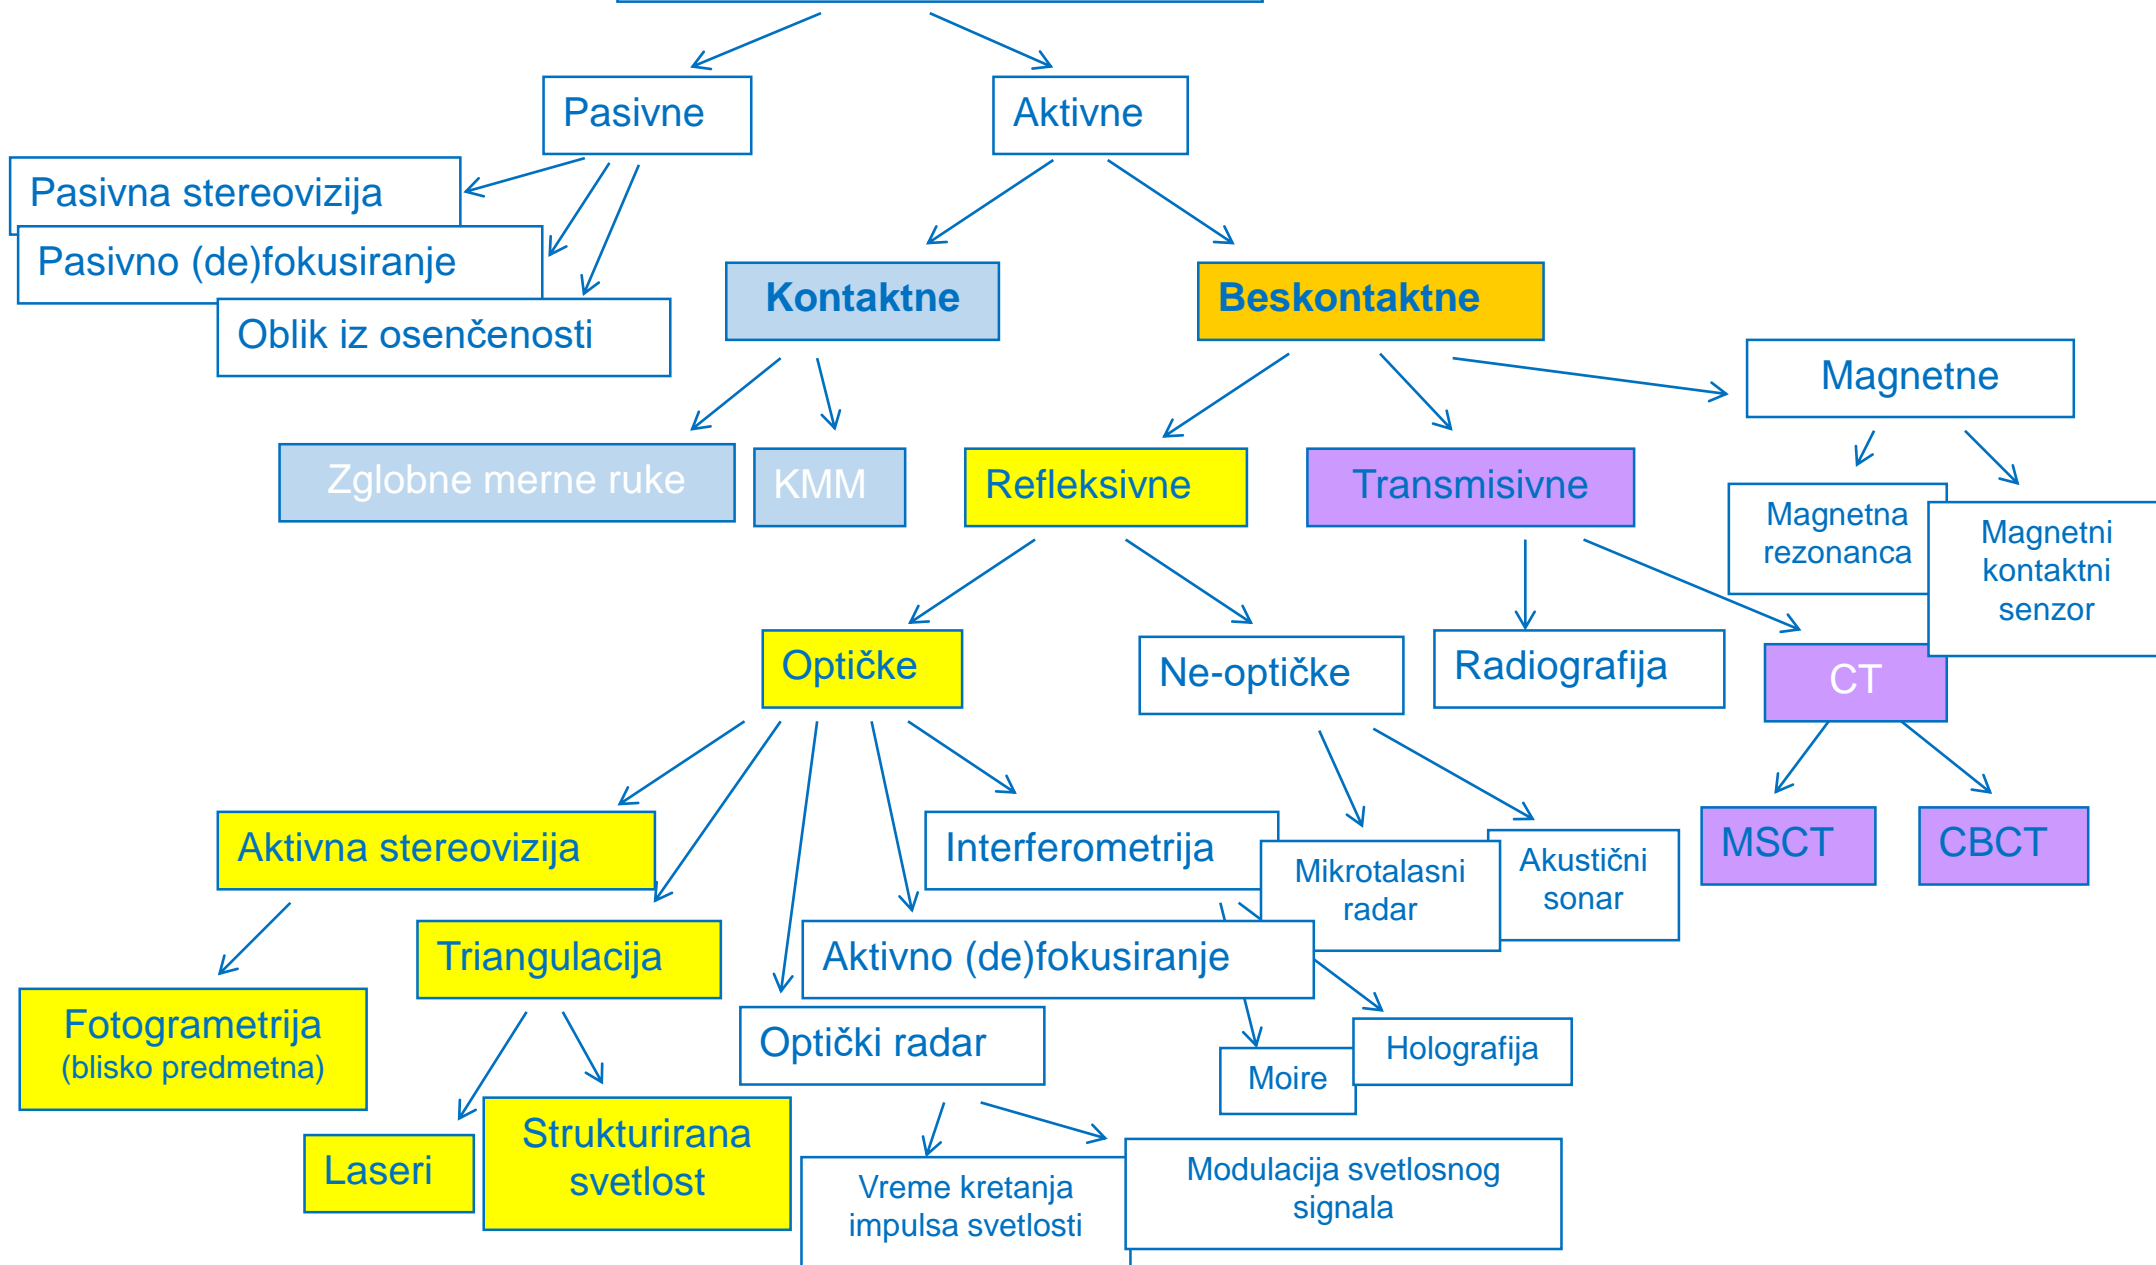 Pasivne
Aktivne
Pasivna stereovizija
Pasivno (de)fokusiranje
Oblik iz osenčenosti
Kontaktne
Beskontaktne
Magnetne
Zglobne merne ruke
KMM
Refleksivne
Transmisivne
Magnetna
rezonanca
Magnetni
kontaktni
senzor
Optičke
Ne-optičke
Radiografija
CT
Aktivna stereovizija
Interferometrija
Mikrotalasni
radar
Akustični
sonar
MSCT
CBCT
Triangulacija
Aktivno (de)fokusiranje
Fotogrametrija
(blisko predmetna)
Optički radar
Moire
Holografija
Laseri
Strukturirana
svetlost
Vreme kretanja
impulsa svetlosti
Modulacija svetlosnog
signala